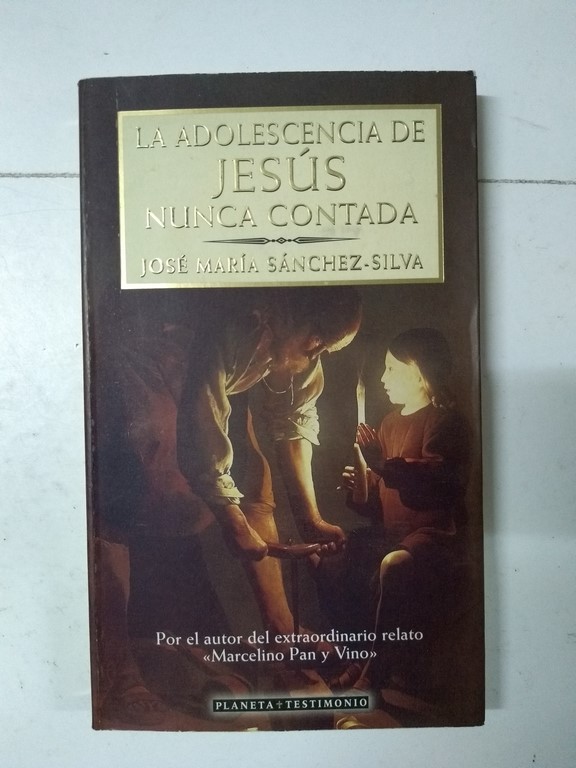 LA ADOLESCENCIA DE
JESÚS
NUNCA CONTADA
JOSÉ MARÍA SÁNCHEZ-SILVA
Por el autor del extraordinario relato
«Marcelino Pan y Vino»
PLANETA✝TESTIMONIO